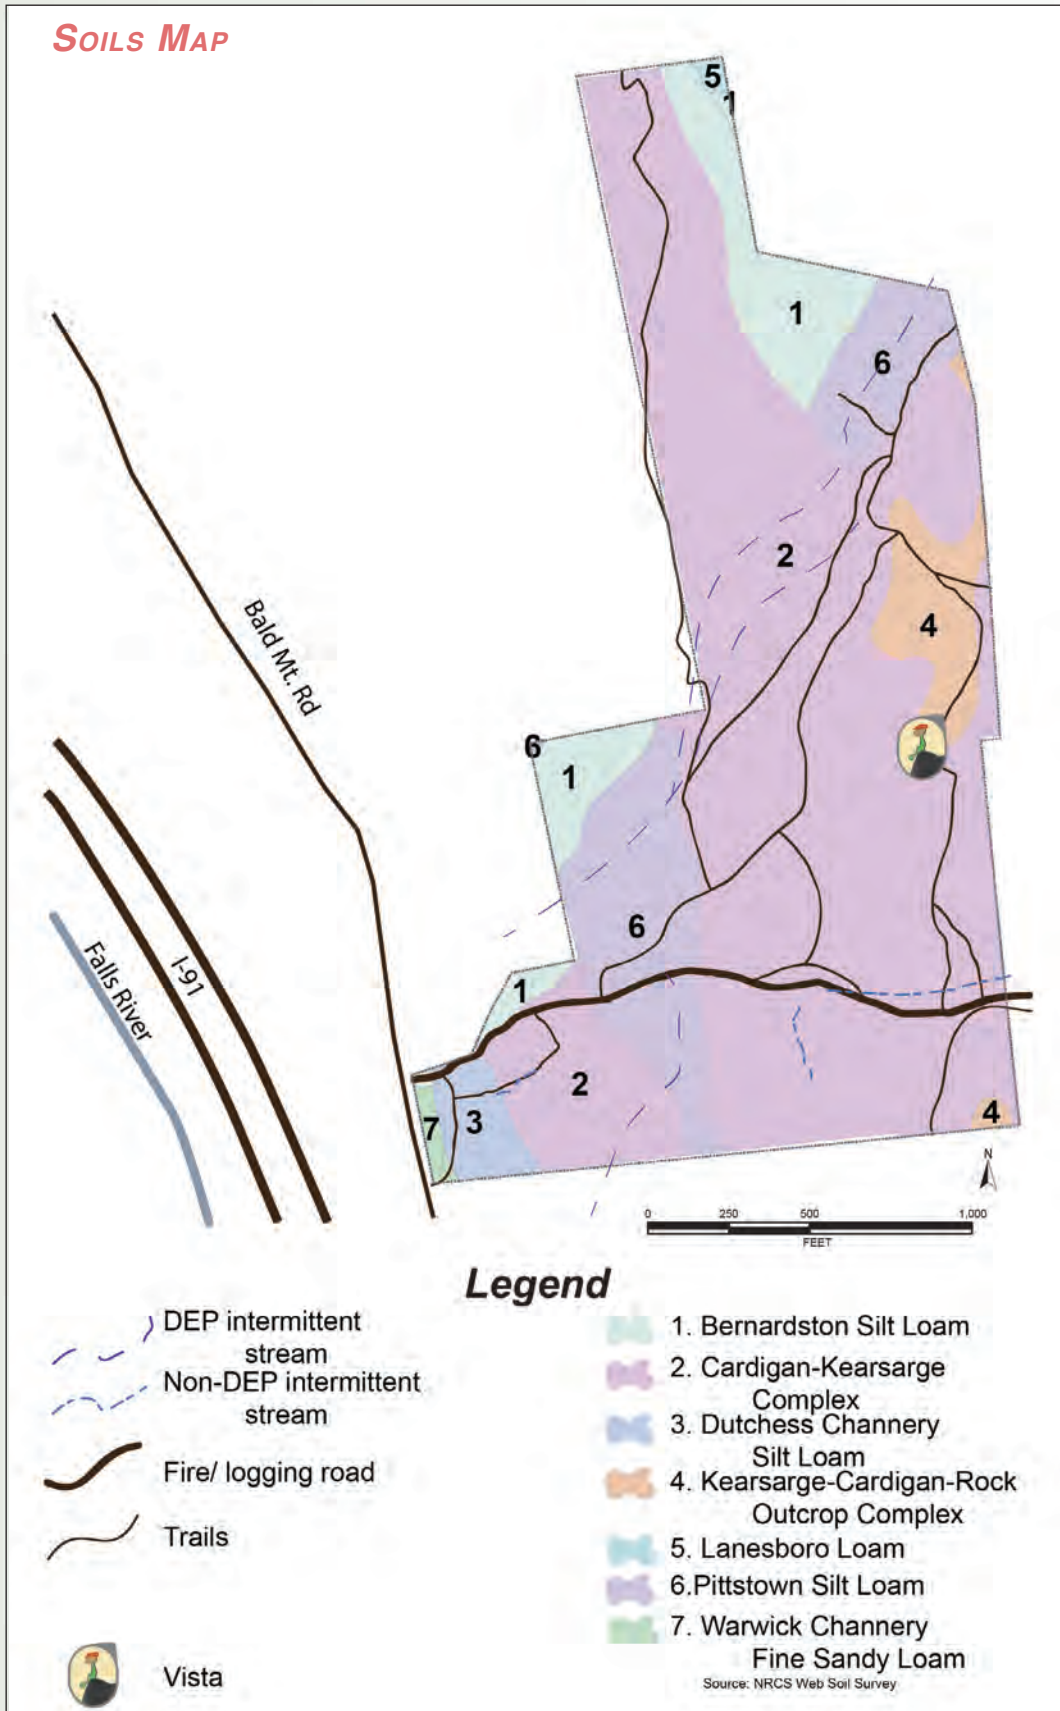 SOILS MAP
5
1
1
6
2
4
Bald Mt. Rd
6
1
6
I-91
Falls River
1
2
3
7
4
N
0 250 500 1,000
FEET
Legend
DEP intermittent
stream
Non-DEP intermittent
stream
Fire/ logging road
Trails
Vista
1. Bernardston Silt Loam
2. Cardigan-Kearsarge
Complex
3. Dutchess Channery
Silt Loam
4. Kearsarge-Cardigan-Rock
Outcrop Complex
5. Lanesboro Loam
6.Pittstown Silt Loam
7. Warwick Channery
Fine Sandy Loam
Source: NRCS Web Soil Survey